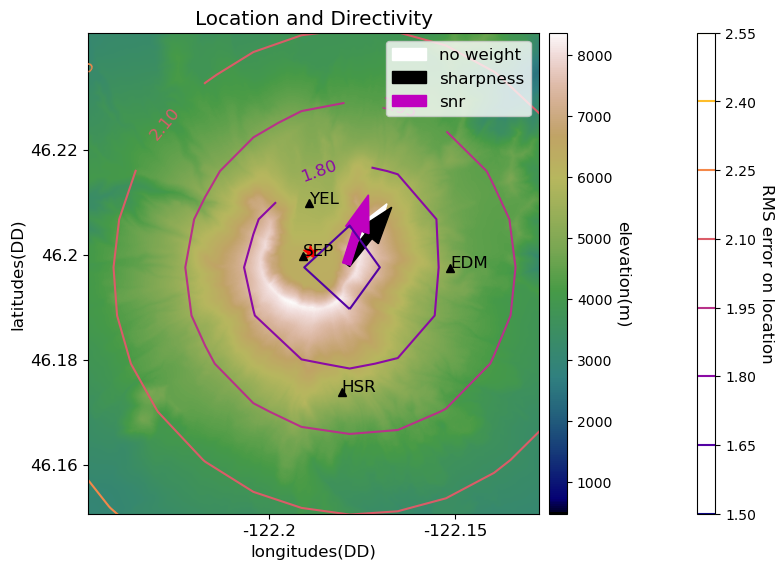 Location and Directivity
no weight
sharpness
snr
2.10
1.80
YEL
SEP
EDM
HSR
46.22
46.2
46.18
46.16
latitudes(DD)
-122.2
-122.15
longitudes(DD)
8000
7000
6000
5000
4000
3000
2000
1000
elevation(m)
2.55
2.40
2.25
2.10
1.95
1.80
1.65
1.50
RMS error on location